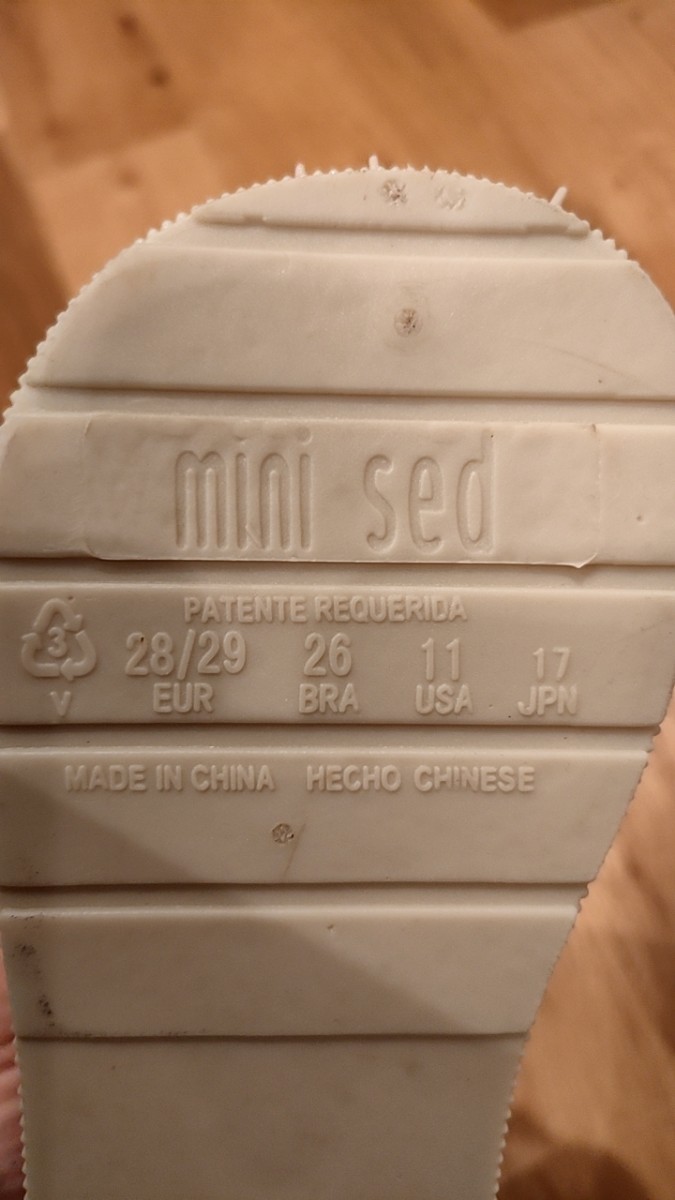 mini sed
PATENTE REQUERIDA
3 28/29 26 11 17
V EUR BRA USA JPN
MADE IN CHINA HECHO CHINESE